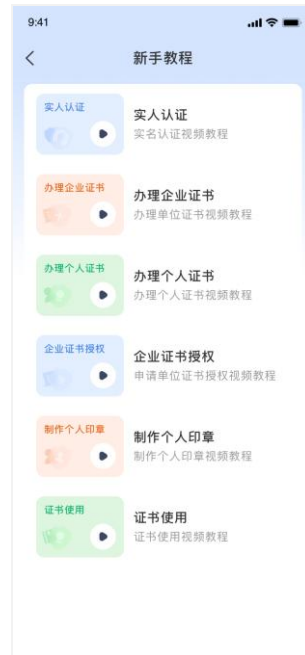 9:41
新手教程
实人认证
实人认证
实名认证视频教程
办理企业证书
办理企业证书
办理单位证书视频教程
办理个人证书
办理个人证书
办理个人证书视频教程
企业证书授权
企业证书授权
申请单位证书授权视频教程
制作个人印章
制作个人印章
制作个人印章视频教程
证书使用
证书使用
证书使用视频教程